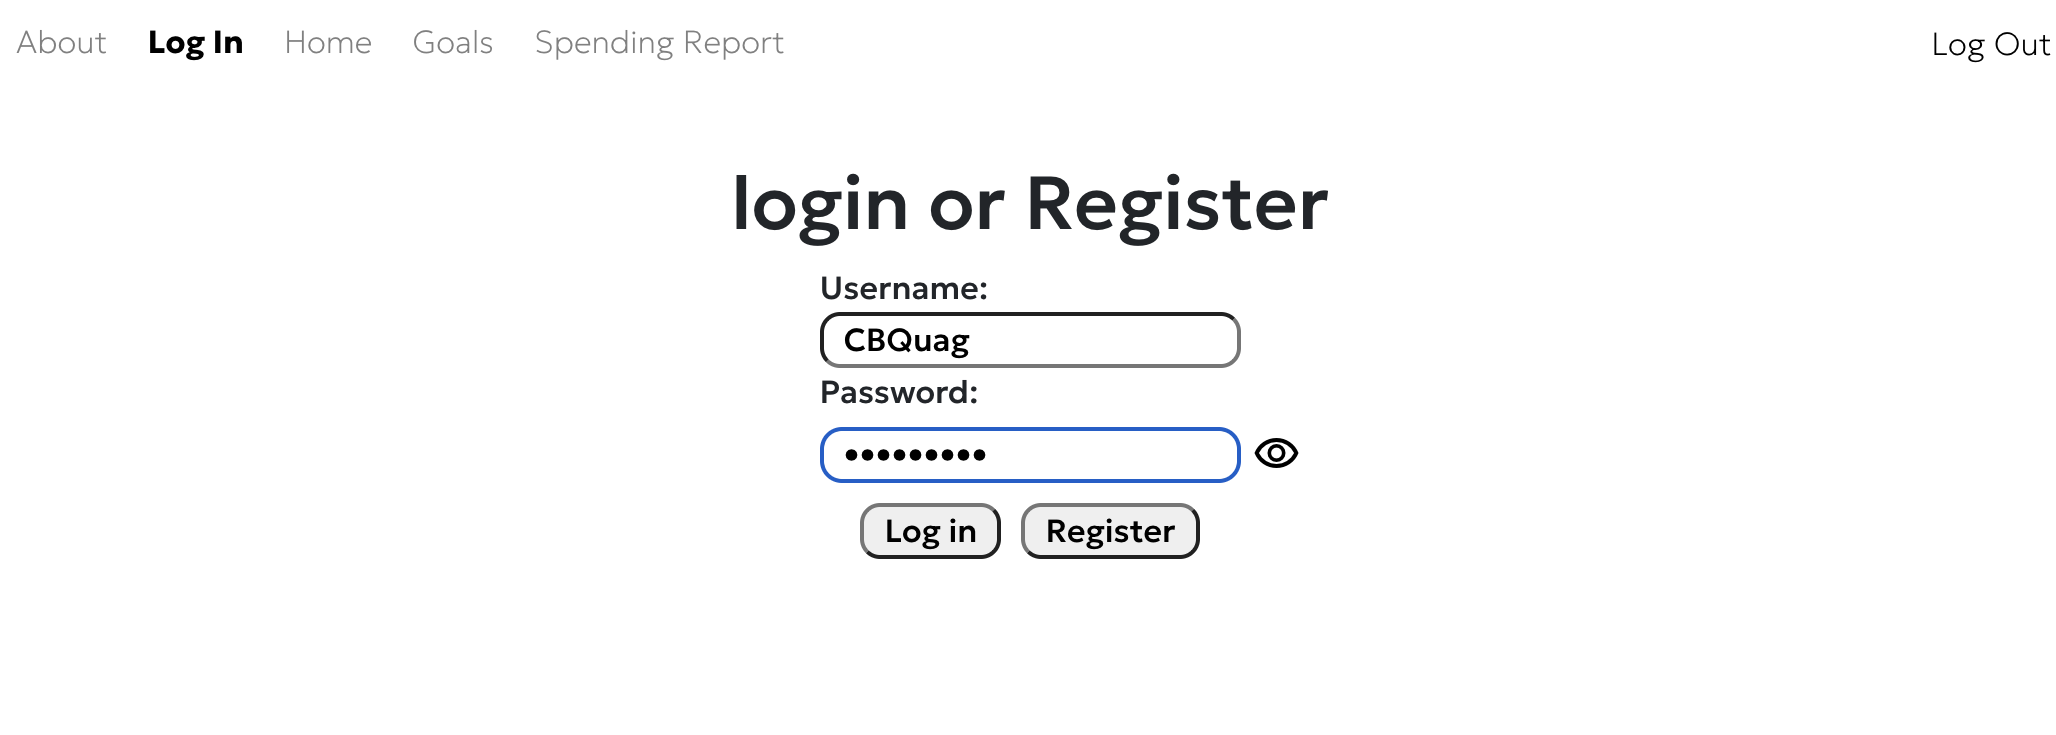 About Log In Home Goals Spending Report Log Out
login or Register
Username:
CBQuag
Password:
•••••••••
Log in Register